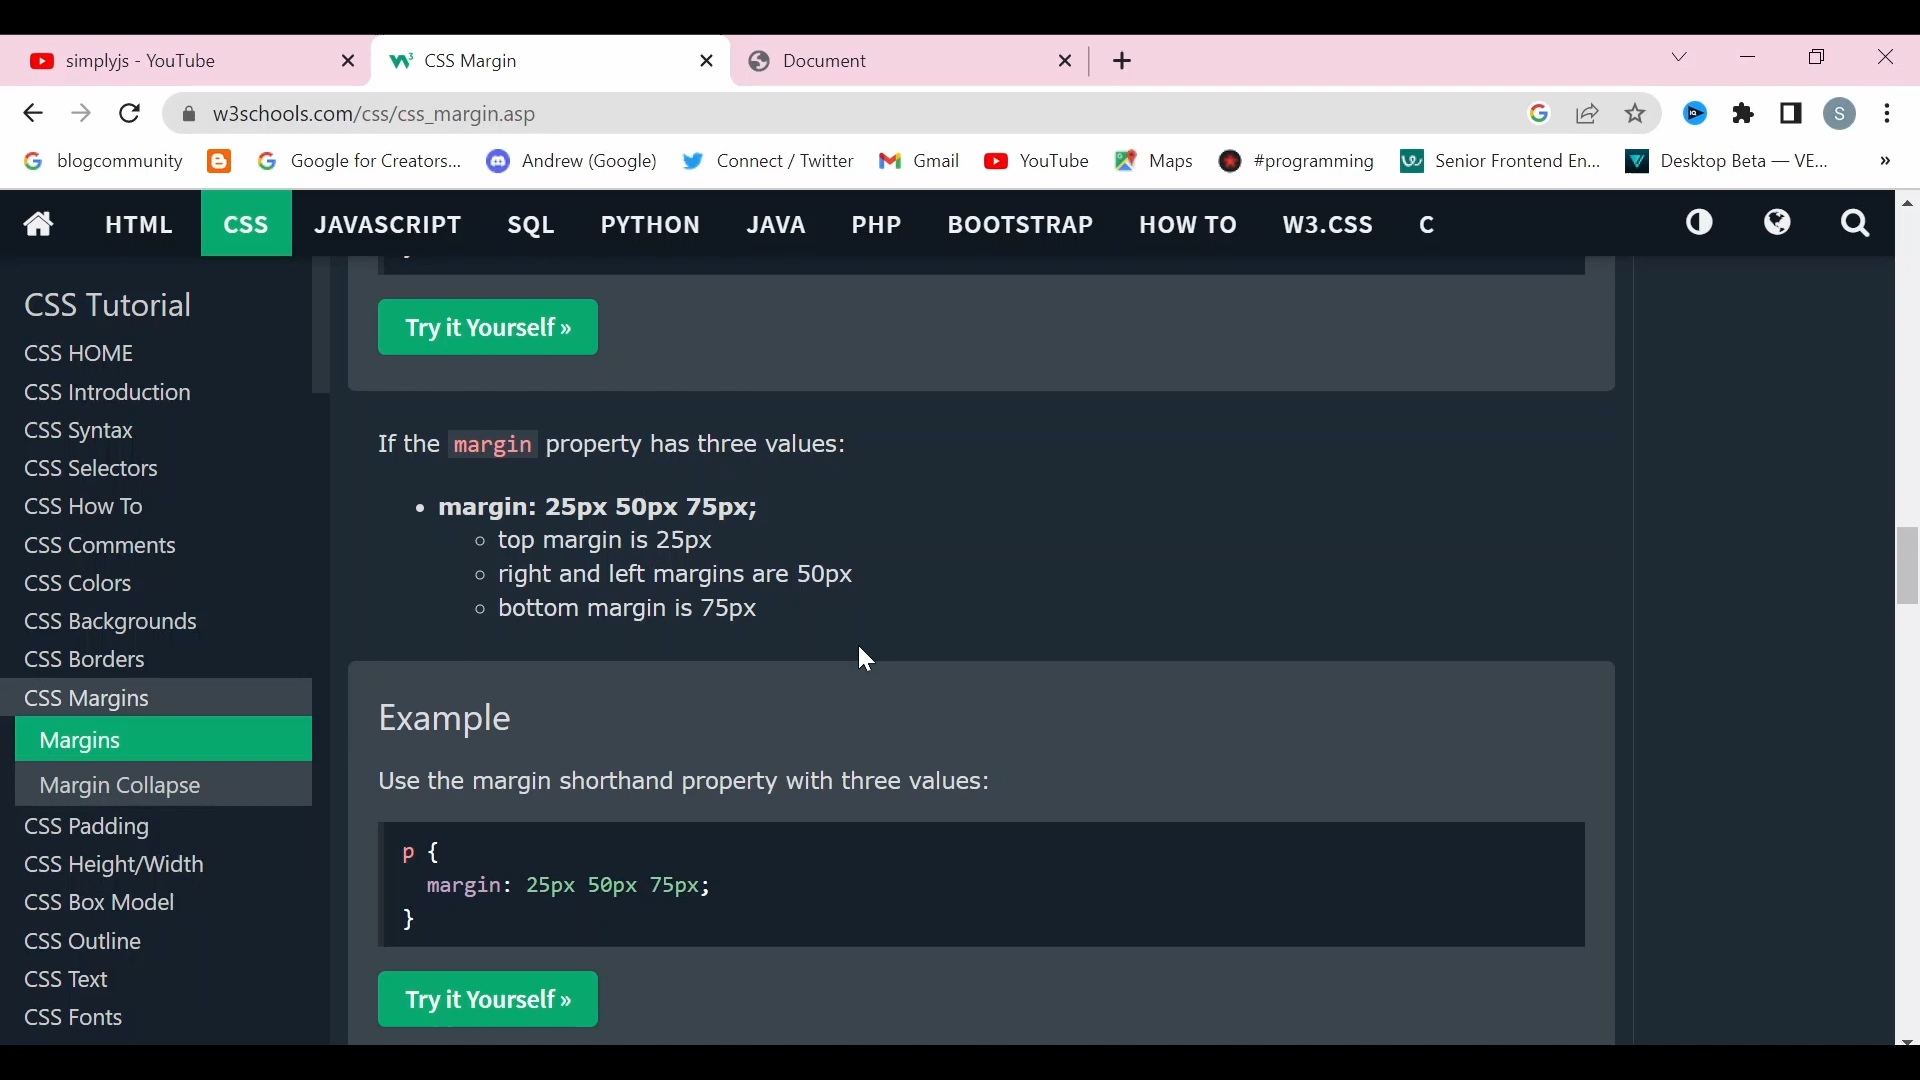 simplyjs - YouTube
CSS Margin
Document
w3schools.com/css/css_margin.asp
S
blogcommunity
Google for Creators...
Andrew (Google)
Connect / Twitter
Gmail
YouTube
Maps
#programming
Senior Frontend En...
Desktop Beta — VE...
»
HTML
CSS
JAVASCRIPT
SQL
PYTHON
JAVA
PHP
BOOTSTRAP
HOW TO
W3.CSS
C
CSS Tutorial
CSS HOME
CSS Introduction
CSS Syntax
CSS Selectors
CSS How To
CSS Comments
CSS Colors
CSS Backgrounds
CSS Borders
CSS Margins
Margins
Margin Collapse
CSS Padding
CSS Height/Width
CSS Box Model
CSS Outline
CSS Text
CSS Fonts
Try it Yourself »
If the margin property has three values:
• margin: 25px 50px 75px;
○ top margin is 25px
○ right and left margins are 50px
○ bottom margin is 75px
Example
Use the margin shorthand property with three values:
p {
margin: 25px 50px 75px;
}
Try it Yourself »